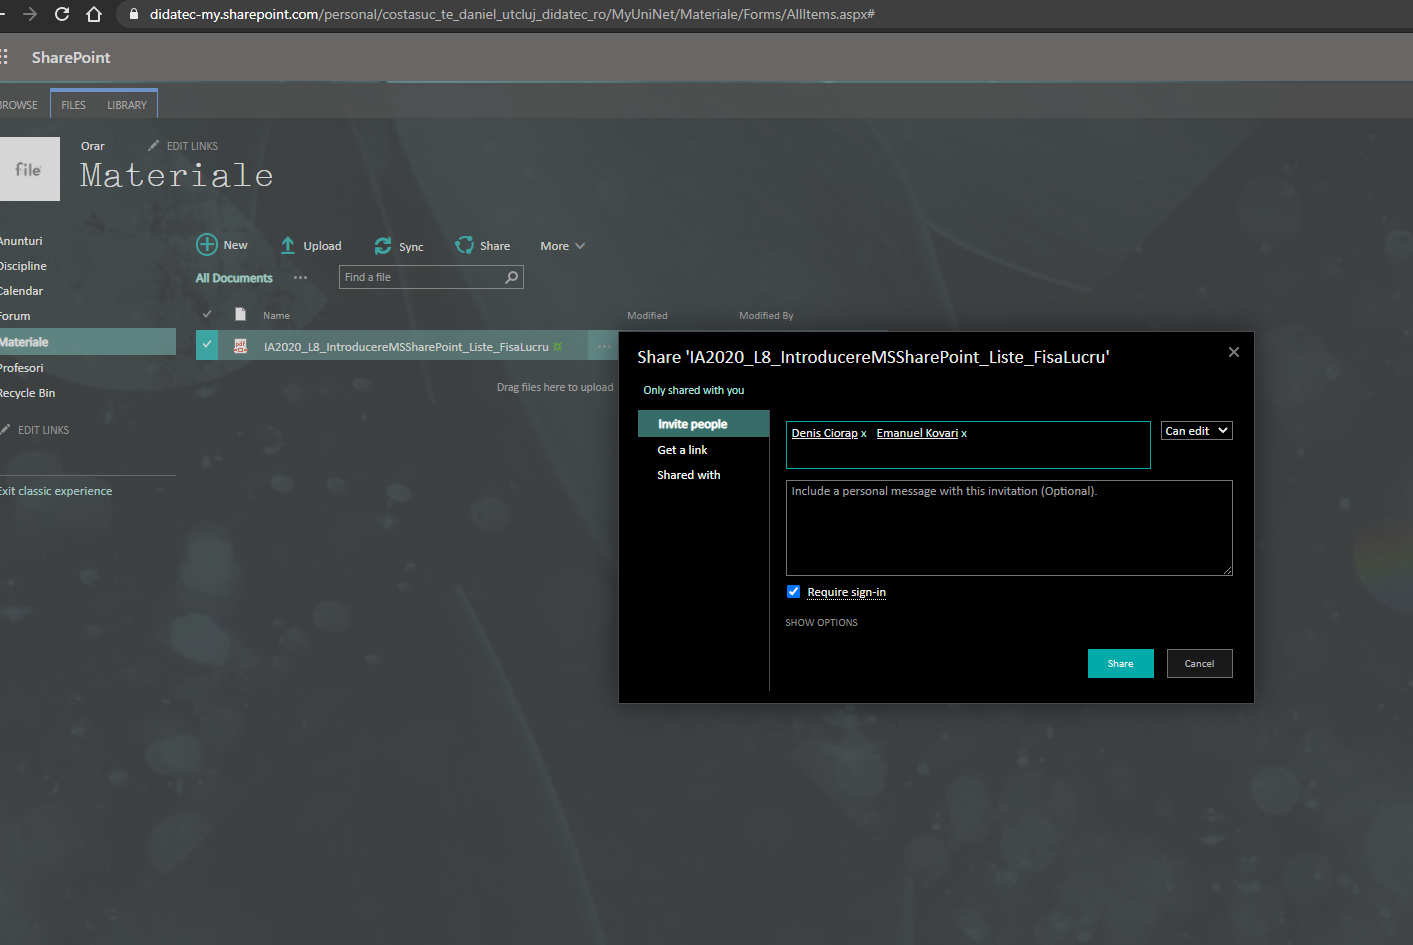 didatec-my.sharepoint.com/personal/costasuc_te_daniel_utcluj_didatec_ro/MyUniNet/Materiale/Forms/AllItems.aspx#
SharePoint
BROWSE FILES LIBRARY
Orar EDIT LINKS
file
Materiale
Anunturi
Discipline
Calendar
Forum
Materiale
Profesori
Recycle Bin
EDIT LINKS
Exit classic experience
New Upload Sync Share More
All Documents ... Find a file
Name Modified Modified By
pdf IA2020_L8_IntroducereMSSharePoint_Liste_FisaLucru ...
Drag files here to upload
Share 'IA2020_L8_IntroducereMSSharePoint_Liste_FisaLucru'
Only shared with you
Invite people
Get a link
Shared with
Denis Ciorap x Emanuel Kovari x Can edit
Include a personal message with this invitation (Optional).
Require sign-in
SHOW OPTIONS
Share Cancel